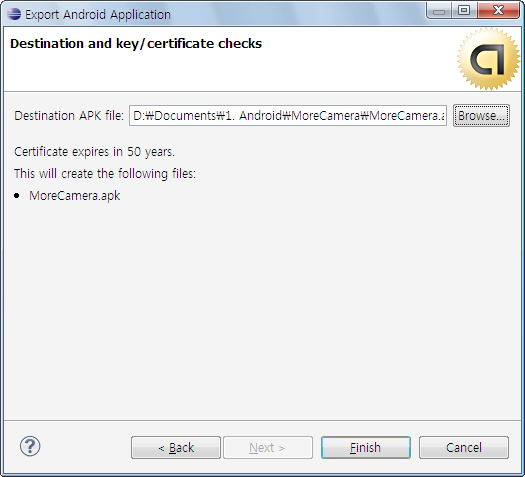 Export Android Application
Destination and key/certificate checks
Destination APK file: D:₩Documents₩1. Android₩MoreCamera₩MoreCamera.a Browse...
Certificate expires in 50 years.
This will create the following files:
• MoreCamera.apk
? < Back Next > Finish Cancel